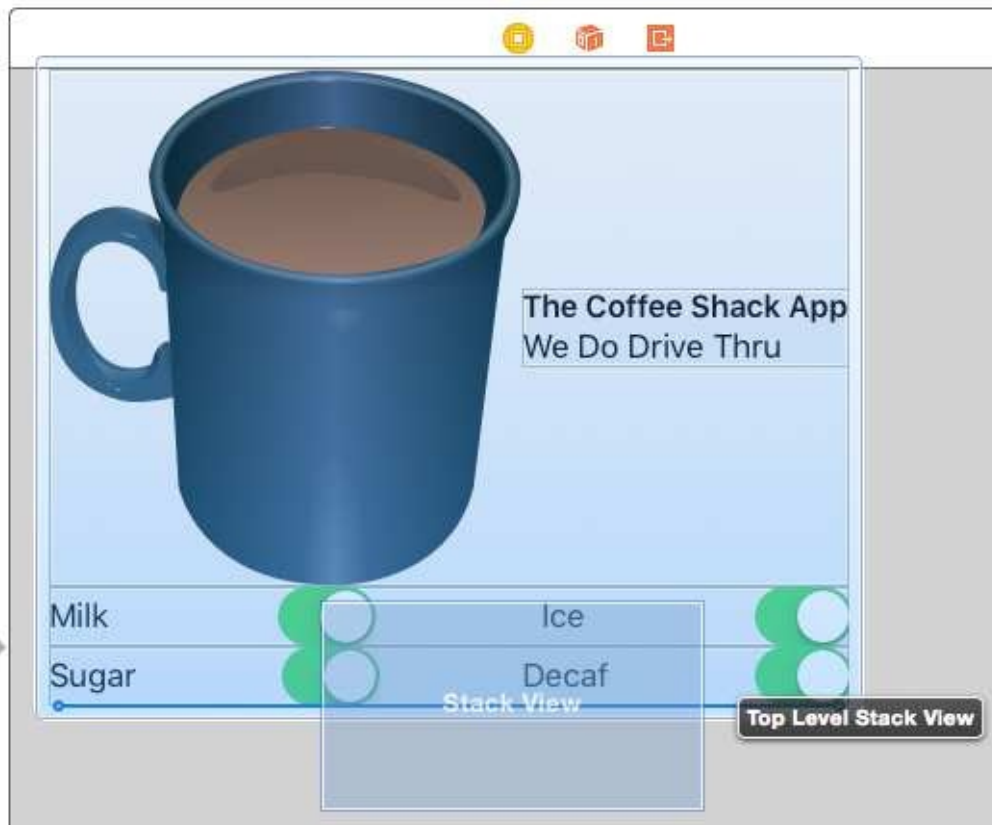 The Coffee Shack App
We Do Drive Thru
Milk
Ice
Sugar
Decaf
Stack View
Top Level Stack View